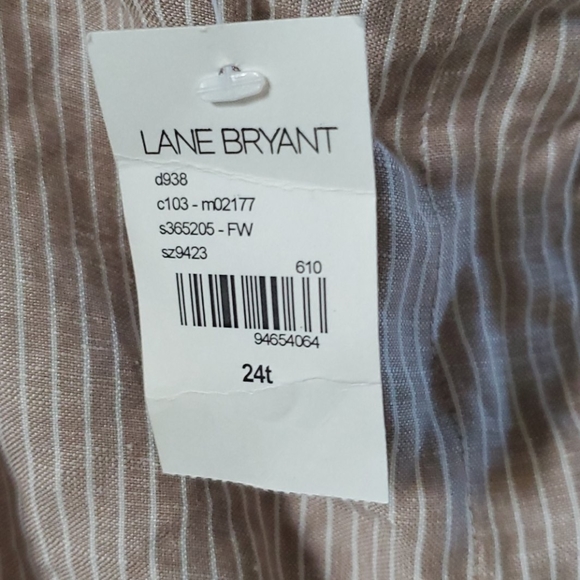 LANE BRYANT
d938
c103 - m02177
s365205 - FW
sz9423
610
94654064
24t